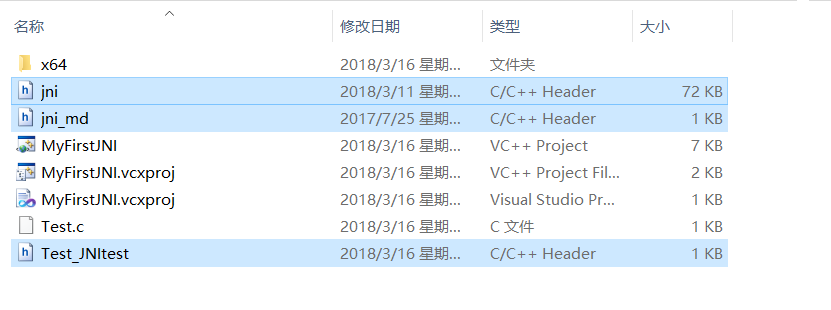 名称 修改日期 类型 大小
x64 2018/3/16 星期... 文件夹
jni 2018/3/11 星期... C/C++ Header 72 KB
jni_md 2017/7/25 星期... C/C++ Header 1 KB
MyFirstJNI 2018/3/16 星期... VC++ Project 7 KB
MyFirstJNI.vcxproj 2018/3/16 星期... VC++ Project Fil... 2 KB
MyFirstJNI.vcxproj 2018/3/16 星期... Visual Studio Pr... 1 KB
Test.c 2018/3/16 星期... C 文件 1 KB
Test_JNItest 2018/3/16 星期... C/C++ Header 1 KB